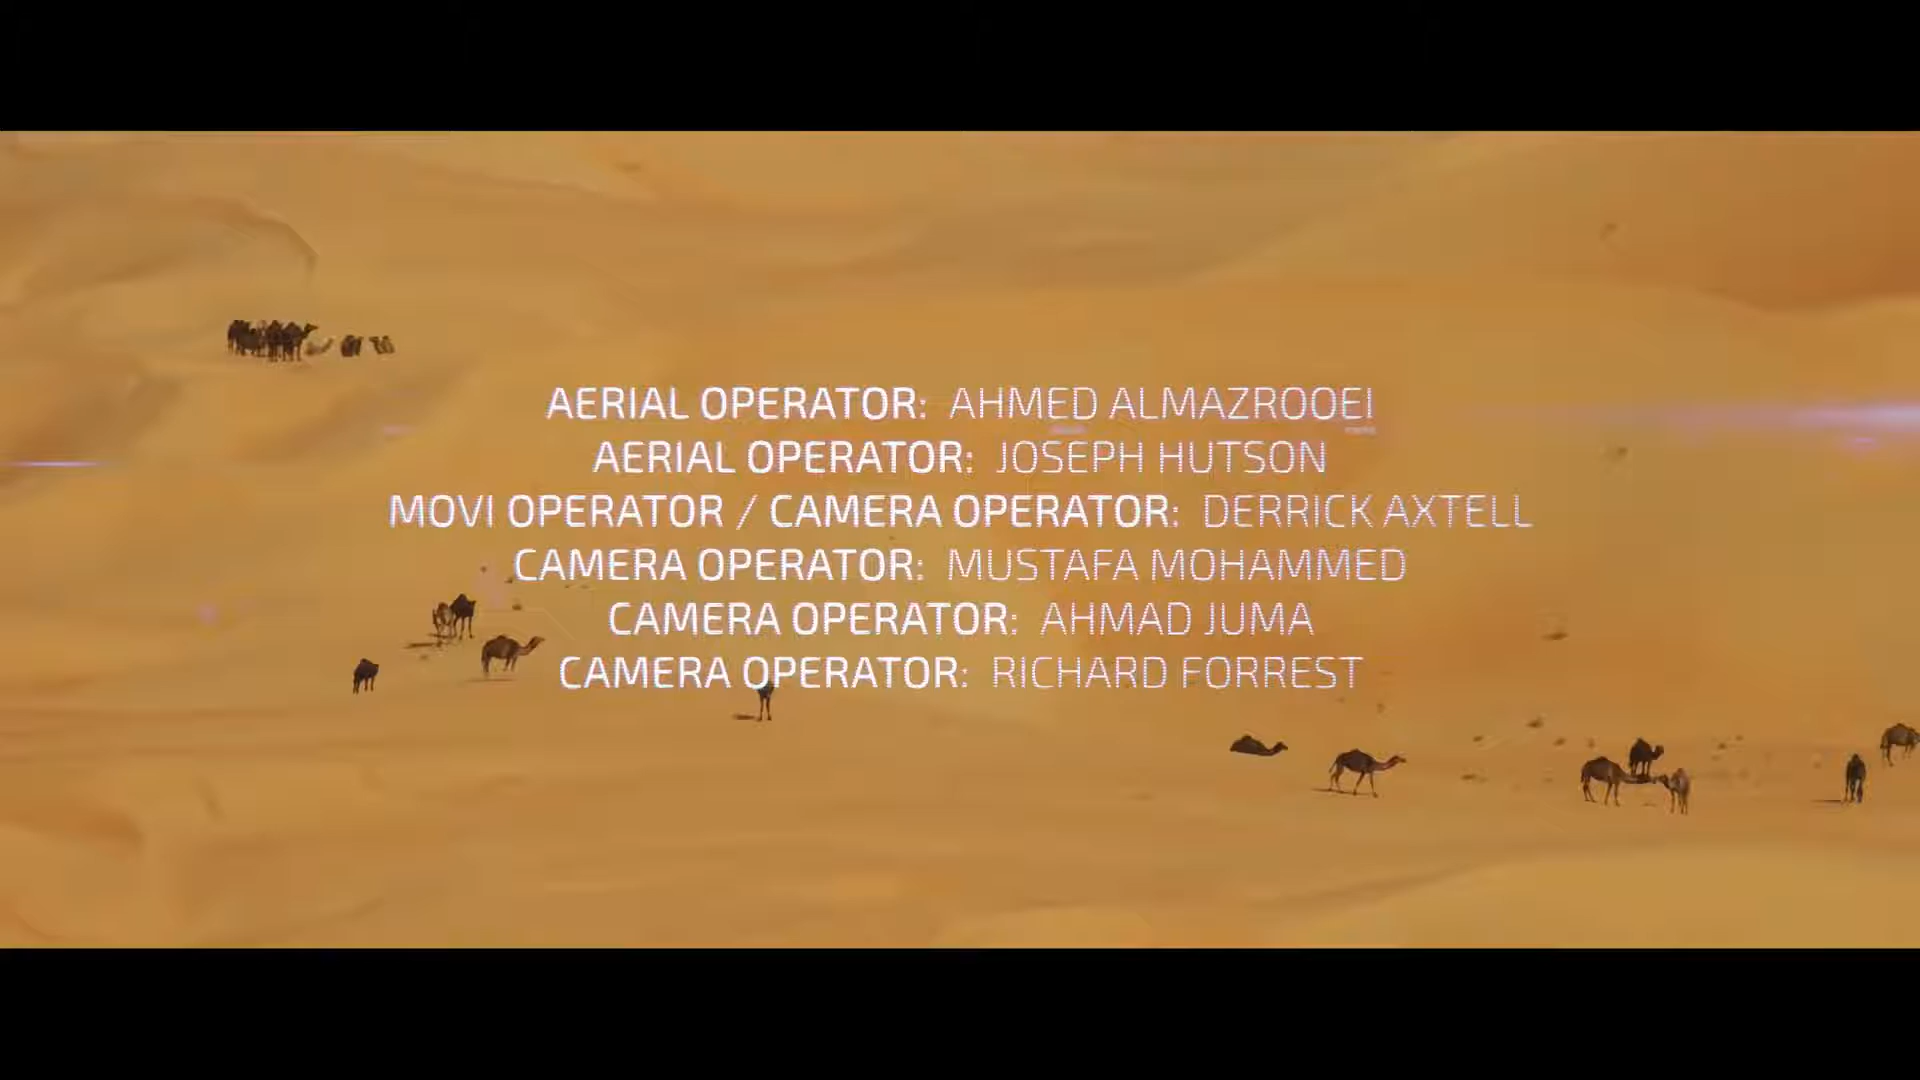 AERIAL OPERATOR: AHMED ALMAZROOEI
AERIAL OPERATOR: JOSEPH HUTSON
MOVI OPERATOR / CAMERA OPERATOR: DERRICK AXTELL
CAMERA OPERATOR: MUSTAFA MOHAMMED
CAMERA OPERATOR: AHMAD JUMA
CAMERA OPERATOR: RICHARD FORREST